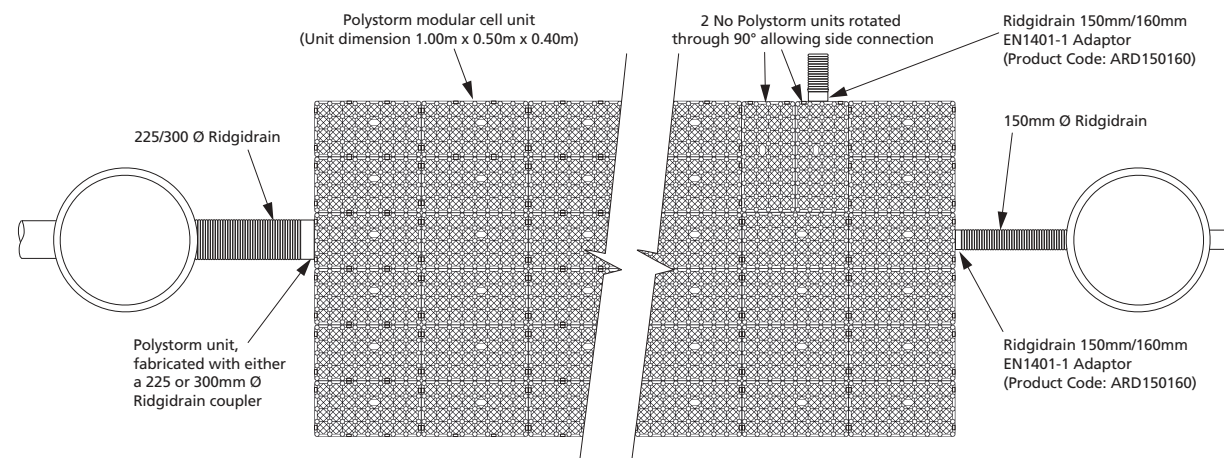 Polystorm modular cell unit
(Unit dimension 1.00m x 0.50m x 0.40m)
2 No Polystorm units rotated
through 90° allowing side connection
Ridgidrain 150mm/160mm
EN1401-1 Adaptor
(Product Code: ARD150160)
225/300 Ø Ridgidrain
150mm Ø Ridgidrain
Polystorm unit,
fabricated with either
a 225 or 300mm Ø
Ridgidrain coupler
Ridgidrain 150mm/160mm
EN1401-1 Adaptor
(Product Code: ARD150160)